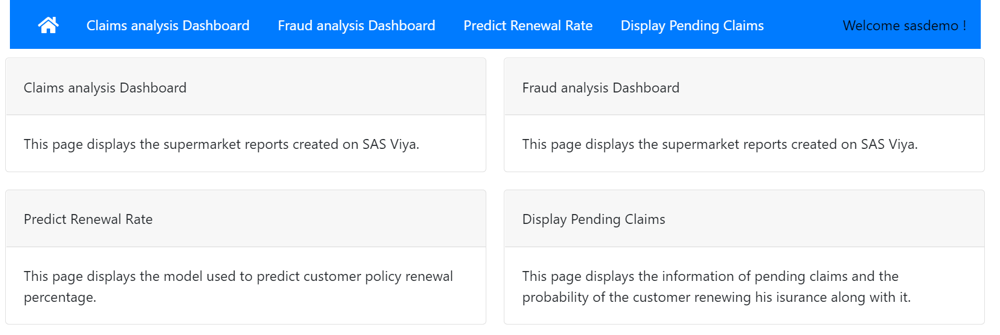 Claims analysis Dashboard Fraud analysis Dashboard Predict Renewal Rate Display Pending Claims Welcome sasdemo !
Claims analysis Dashboard
This page displays the supermarket reports created on SAS Viya.
Fraud analysis Dashboard
This page displays the supermarket reports created on SAS Viya.
Predict Renewal Rate
This page displays the model used to predict customer policy renewal
percentage.
Display Pending Claims
This page displays the information of pending claims and the
probability of the customer renewing his isurance along with it.